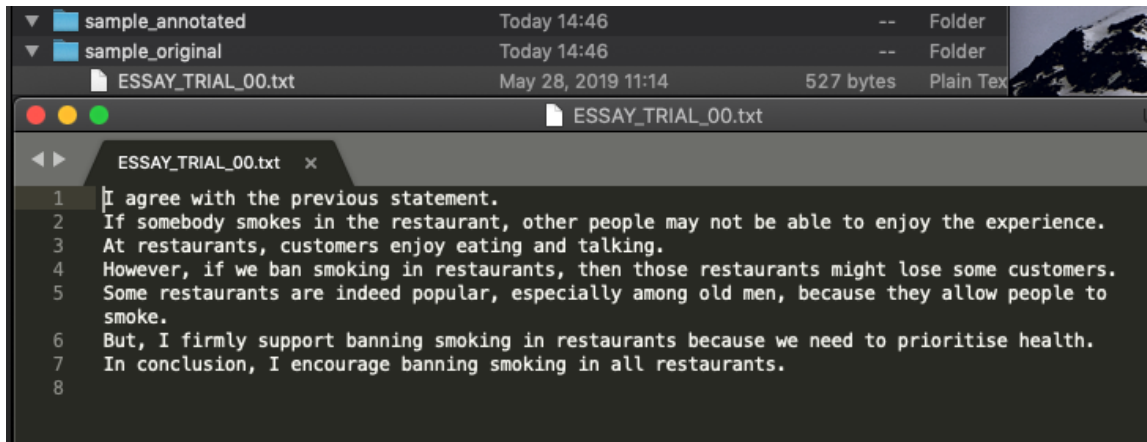 sample_annotated Today 14:46 -- Folder
sample_original Today 14:46 -- Folder
ESSAY_TRIAL_00.txt May 28, 2019 11:14 527 bytes Plain Tex
ESSAY_TRIAL_00.txt
ESSAY_TRIAL_00.txt ×
1 I agree with the previous statement.
2 If somebody smokes in the restaurant, other people may not be able to enjoy the experience.
3 At restaurants, customers enjoy eating and talking.
4 However, if we ban smoking in restaurants, then those restaurants might lose some customers.
5 Some restaurants are indeed popular, especially among old men, because they allow people to
smoke.
6 But, I firmly support banning smoking in restaurants because we need to prioritise health.
7 In conclusion, I encourage banning smoking in all restaurants.
8